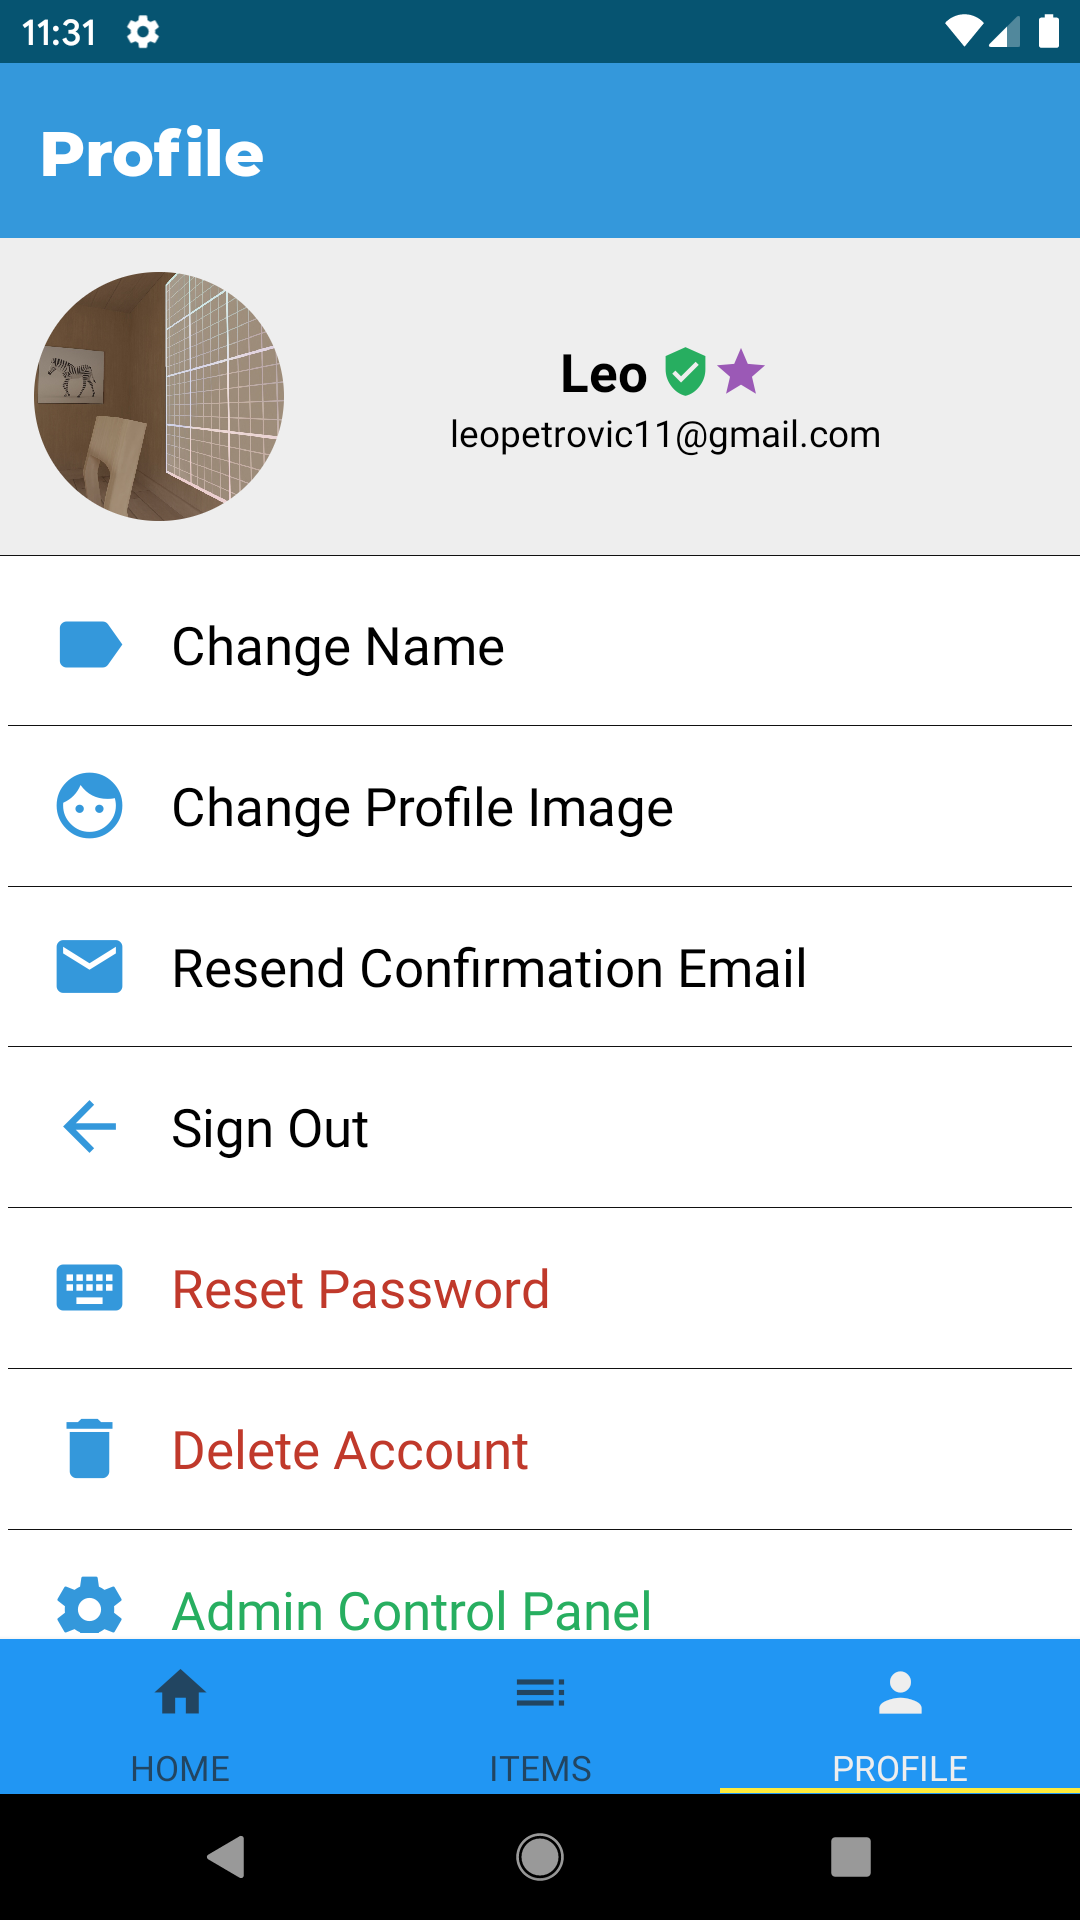 11:31
Profile
Leo
leopetrovic11@gmail.com
Change Name
Change Profile Image
Resend Confirmation Email
Sign Out
Reset Password
Delete Account
Admin Control Panel
HOME
ITEMS
PROFILE